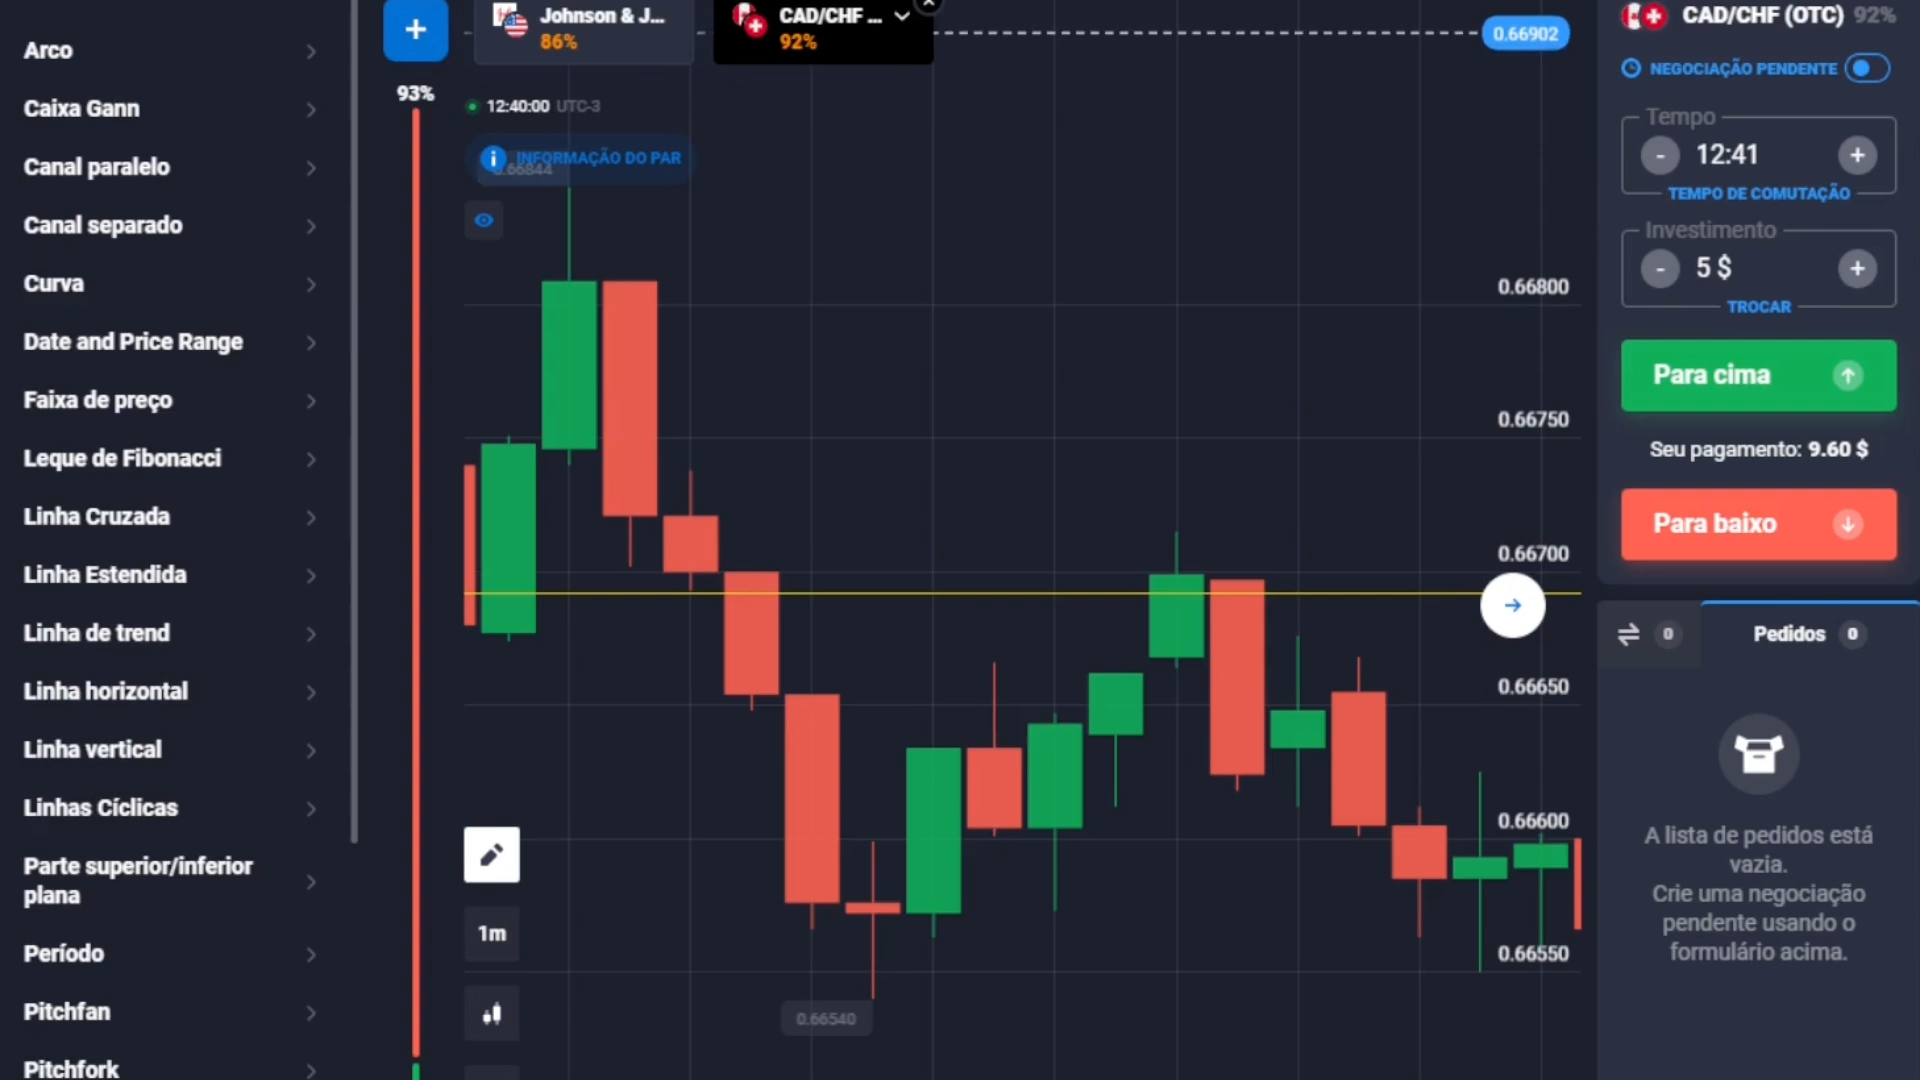 Arco
Caixa Gann
Canal paralelo
Canal separado
Curva
Date and Price Range
Faixa de preço
Leque de Fibonacci
Linha Cruzada
Linha Estendida
Linha de trend
Linha horizontal
Linha vertical
Linhas Cíclicas
Parte superior/inferior
plana
Período
Pitchfan
Pitchfork
93%
Johnson & J...
86%
CAD/CHF ...
92%
12:40:00 UTC-3
INFORMAÇÃO DO PAR
0.66844
1m
0.66540
0.66902
0.66800
0.66750
0.66700
0.66650
0.66600
0.66550
CAD/CHF (OTC) 92%
NEGOCIAÇÃO PENDENTE
Tempo
- 12:41 +
TEMPO DE COMUTAÇÃO
Investimento
- 5 $ +
TROCAR
Para cima
Seu pagamento: 9.60 $
Para baixo
0
Pedidos 0
A lista de pedidos está
vazia.
Crie uma negociação
pendente usando o
formulário acima.